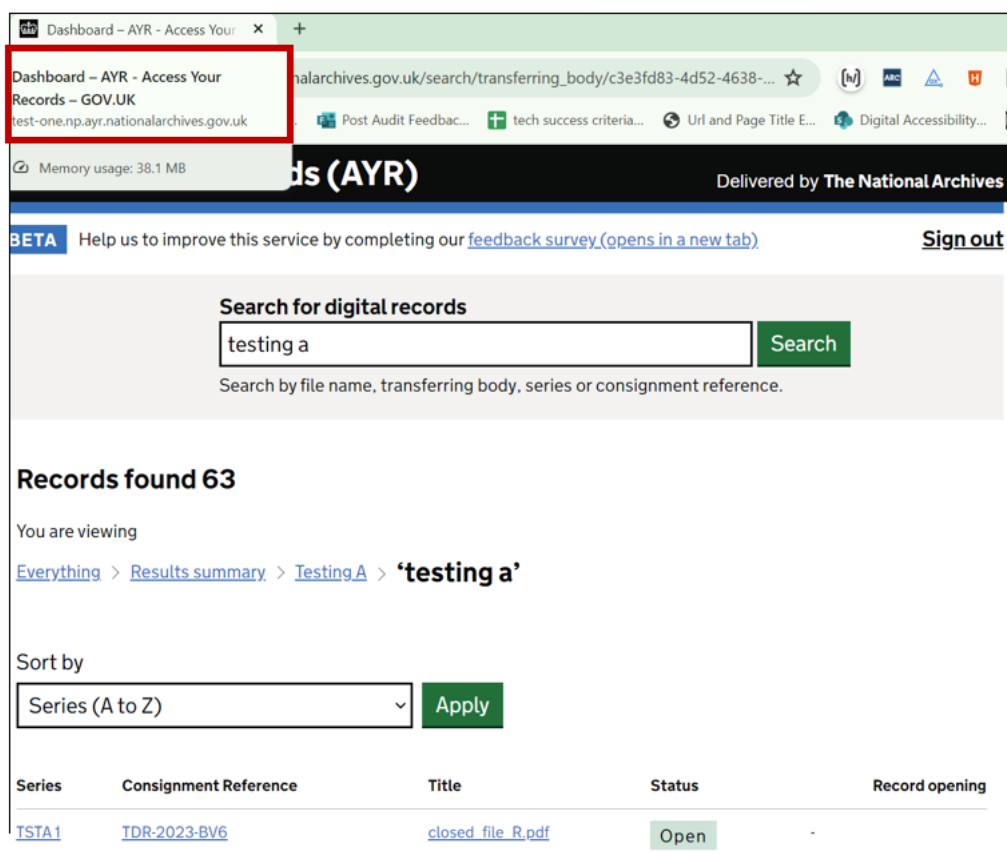 Dashboard – AYR - Access Your
Dashboard – AYR - Access Your
Records – GOV.UK
test-one.np.ayr.nationalarchives.gov.uk
nalarchives.gov.uk/search/transferring_body/c3e3fd83-4d52-4638-...
Post Audit Feedbac... tech success criteria... Url and Page Title E... Digital Accessibility...
Memory usage: 38.1 MB
ds (AYR)
Delivered by The National Archives
BETA Help us to improve this service by completing our feedback survey (opens in a new tab) Sign out
Search for digital records
testing a Search
Search by file name, transferring body, series or consignment reference.
Records found 63
You are viewing
Everything > Results summary > Testing A > ‘testing a’
Sort by
Series (A to Z) Apply
Series Consignment Reference Title Status Record opening
TSTA 1 TDR-2023-BV6 closed_file_R.pdf Open -